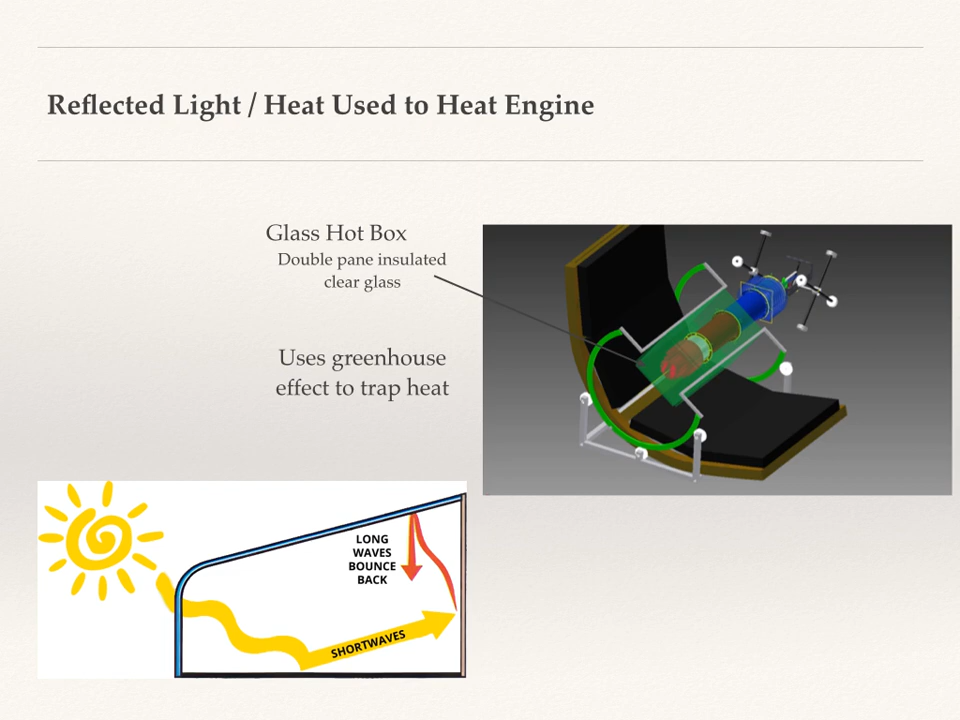 Reflected Light / Heat Used to Heat Engine
Glass Hot Box
Double pane insulated
clear glass
Uses greenhouse
effect to trap heat
LONG
WAVES
BOUNCE
BACK
SHORTWAVES